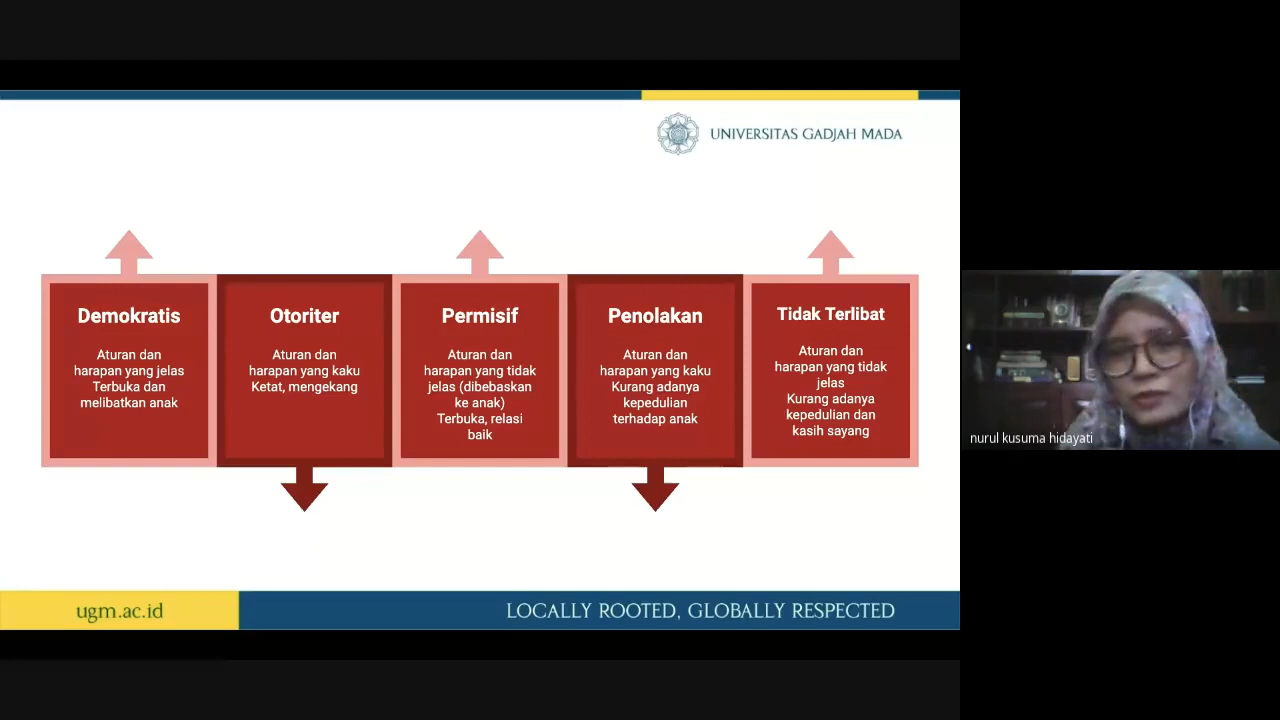 UNIVERSITAS GADJAH MADA
Demokratis
Aturan dan
harapan yang jelas
Terbuka dan
melibatkan anak
Otoriter
Aturan dan
harapan yang kaku
Ketat, mengekang
Permisif
Aturan dan
harapan yang tidak
jelas (dibebaskan
ke anak)
Terbuka, relasi
baik
Penolakan
Aturan dan
harapan yang kaku
Kurang adanya
kepedulian
terhadap anak
Tidak Terlibat
Aturan dan
harapan yang tidak
jelas
Kurang adanya
kepedulian dan
kasih sayang
nurul kusuma hidayati
ugm.ac.id
LOCALLY ROOTED, GLOBALLY RESPECTED